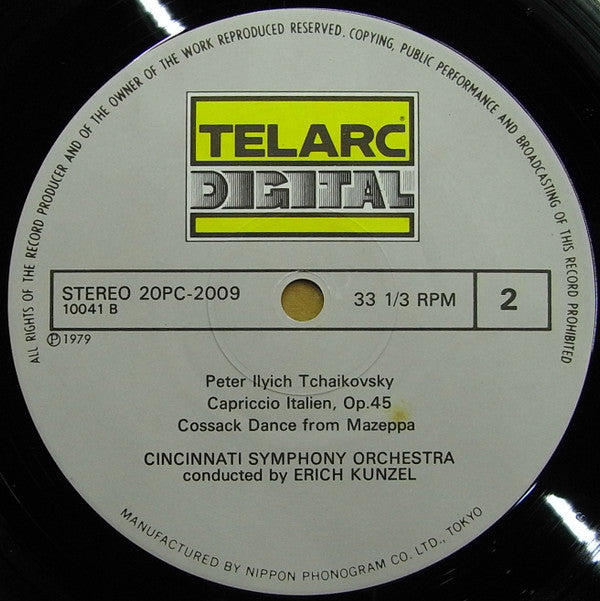 ALL RIGHTS OF THE RECORD PRODUCER AND OF THE OWNER OF THE WORK REPRODUCED RESERVED. COPYING, PUBLIC PERFORMANCE AND BROADCASTING OF THIS RECORD PROHIBITED
TELARC®
DIGITAL
STEREO 20PC-2009
10041 B
33 1/3 RPM
2
℗1979
Peter Ilyich Tchaikovsky
Capriccio Italien, Op.45
Cossack Dance from Mazeppa
CINCINNATI SYMPHONY ORCHESTRA
conducted by ERICH KUNZEL
MANUFACTURED BY NIPPON PHONOGRAM CO. LTD., TOKYO